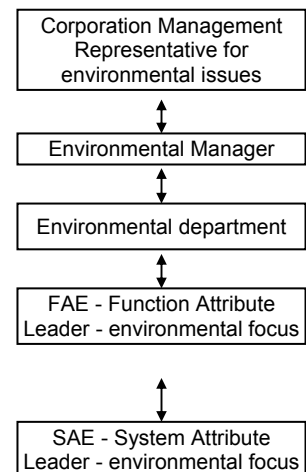 Corporation Management
Representative for
environmental issues
Environmental Manager
Environmental department
FAE - Function Attribute
Leader - environmental focus
SAE - System Attribute
Leader - environmental focus